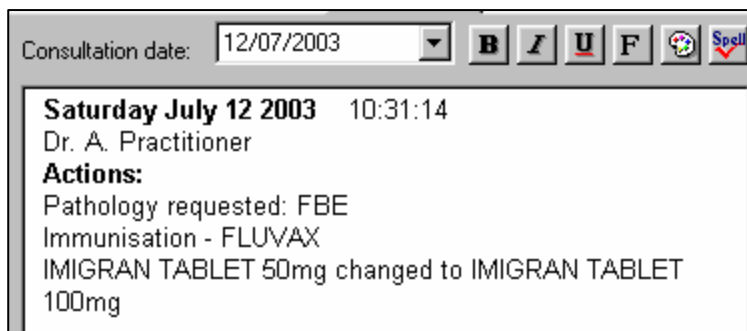 Consultation date: 12/07/2003 B I U F Spell
Saturday July 12 2003 10:31:14
Dr. A. Practitioner
Actions:
Pathology requested: FBE
Immunisation - FLUVAX
IMIGRAN TABLET 50mg changed to IMIGRAN TABLET
100mg